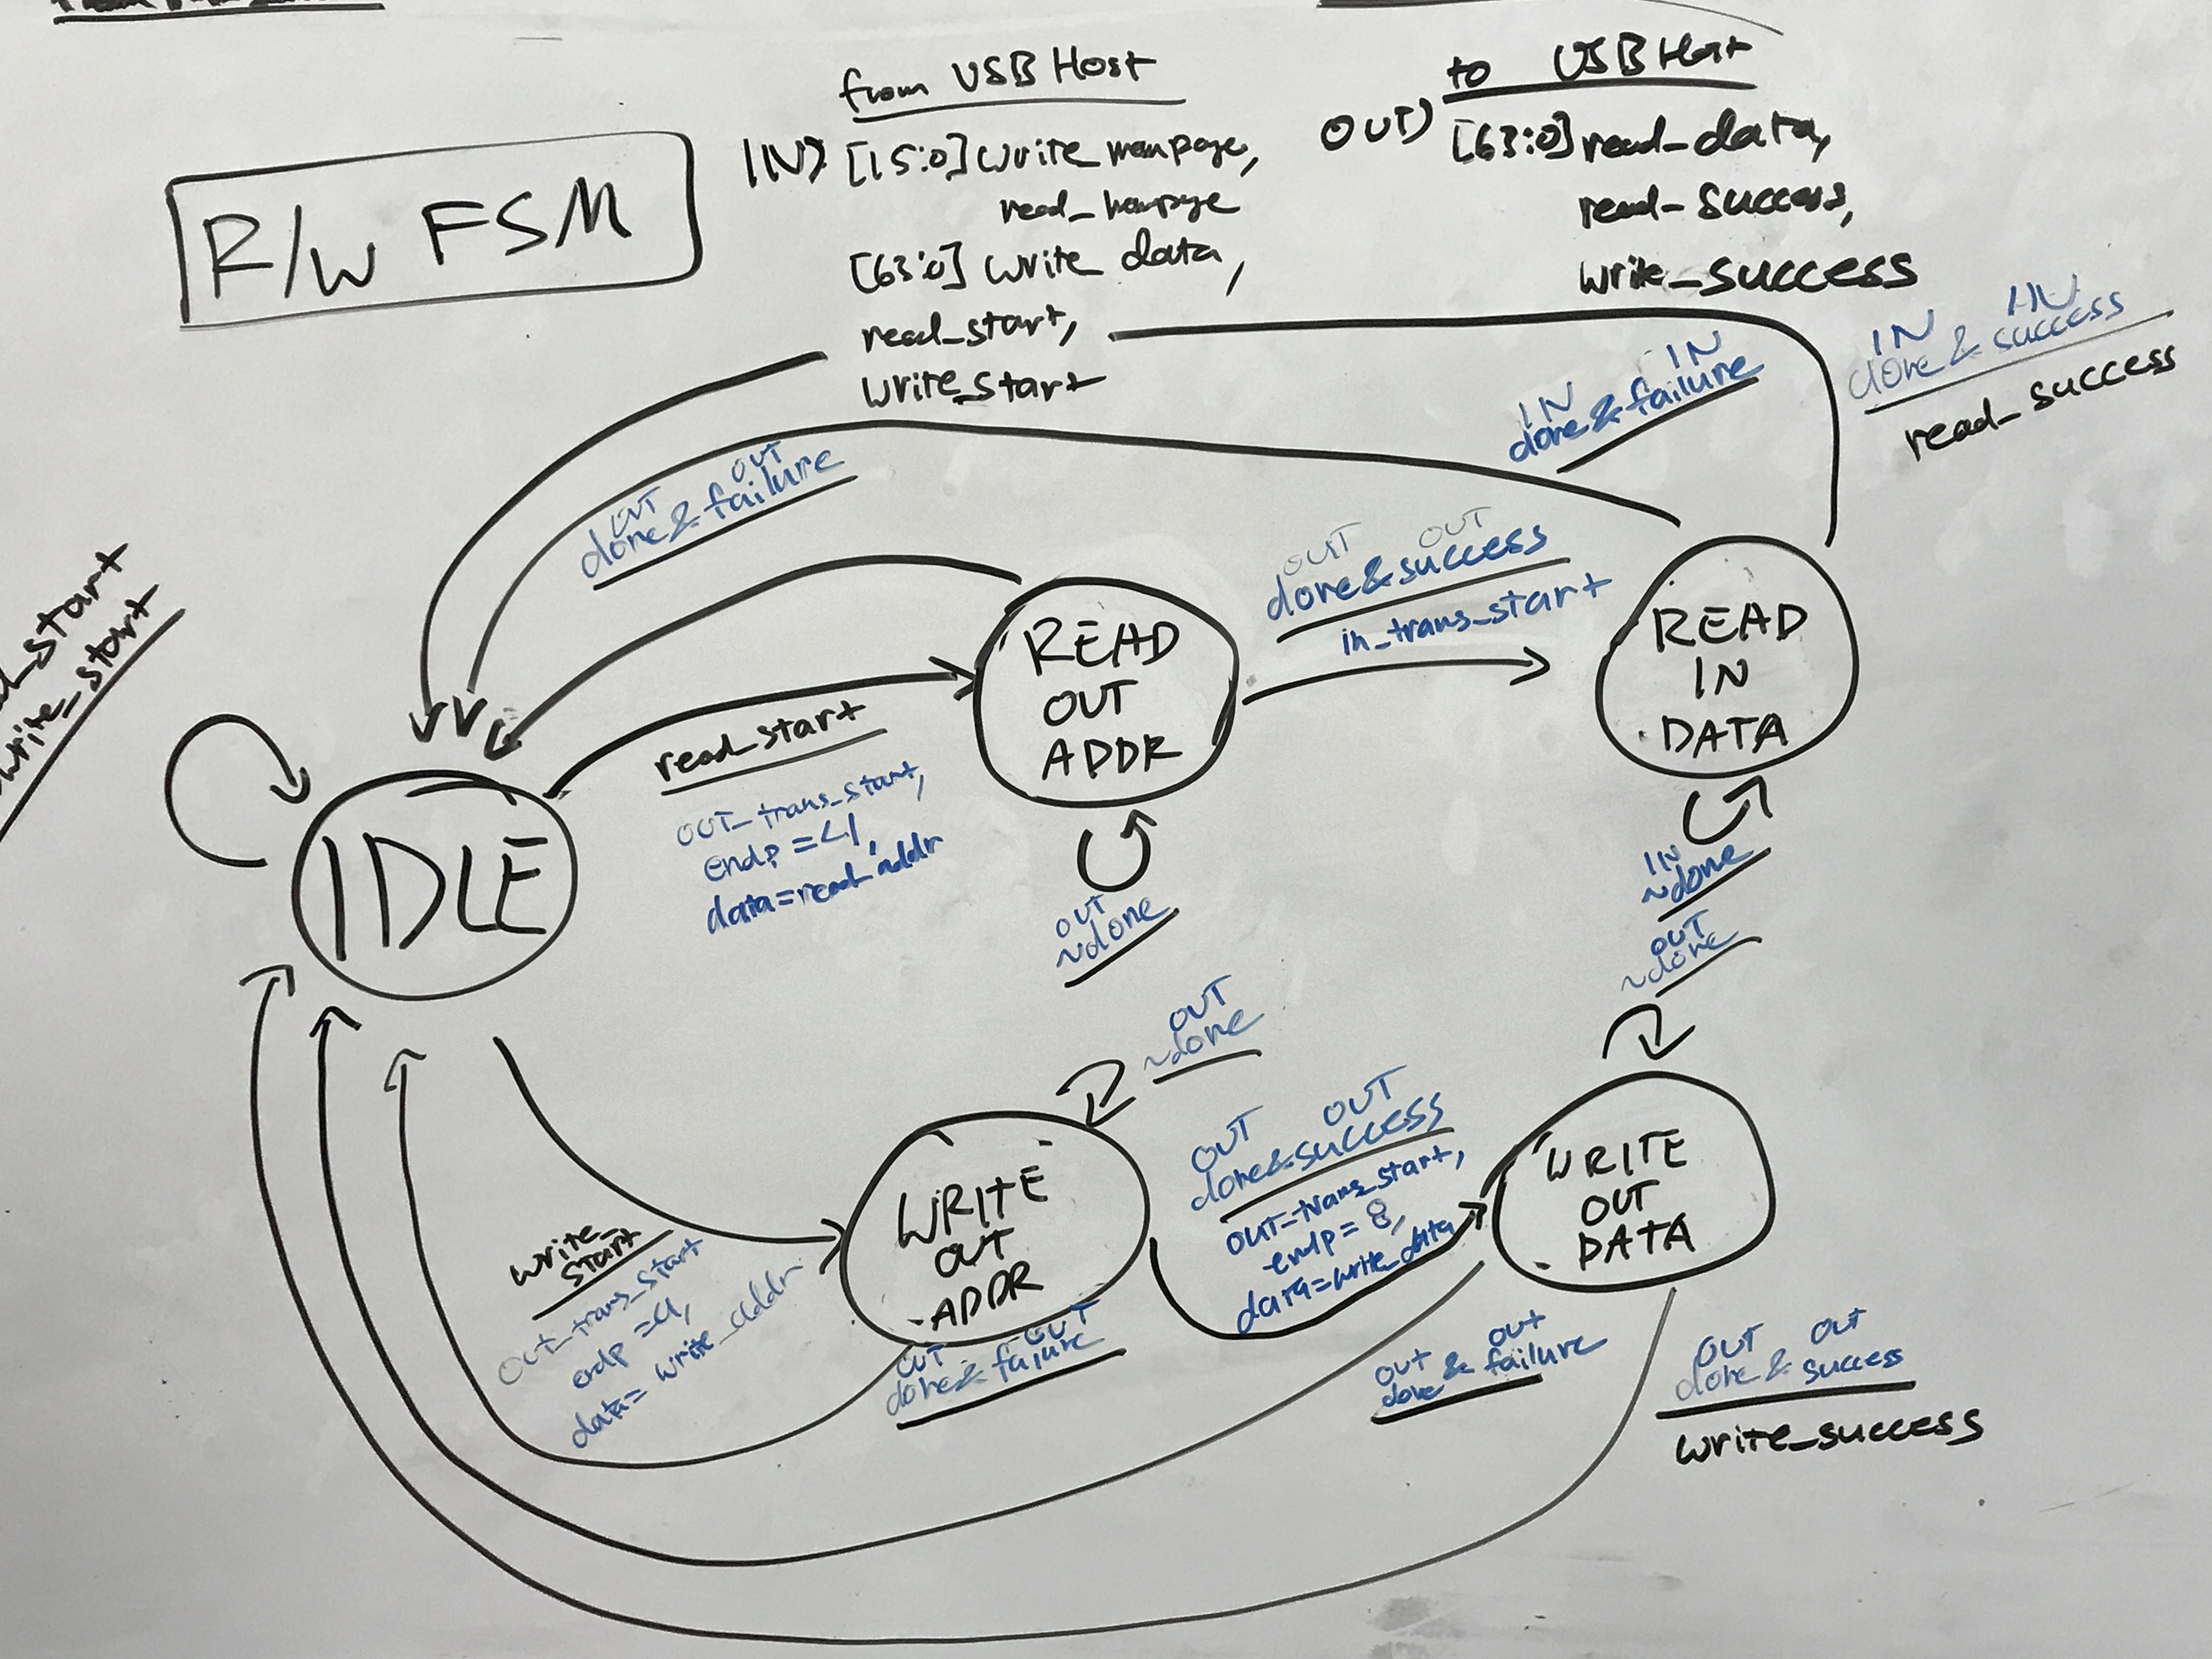 from USB Host
IN) [15:0] write_mempage,
read_mempage
[63:0] write_data,
read_start,
write_start
to USB Host
OUT) [63:0] read_data,
read_success,
write_success
R/W FSM
IN IN
done & success
read_success
IN IN
done & failure
OUT OUT
done & failure
OUT OUT
done & success
in_trans_start
_start
write_start
READ
OUT
ADDR
READ
IN
DATA
read_start
OUT_trans_start,
endp = 4,
data=read_addr
IDLE
OUT
~done
IN
~done
OUT
~done
OUT
~done
OUT OUT
done & success
out_trans_start,
endp = 8,
data=write_data
WRITE
OUT
ADDR
WRITE
OUT
DATA
write_
start
out_trans_start
endp = 4,
data= write_addr
OUT OUT
done & failure
out out
done & failure
OUT out
done & success
write_success